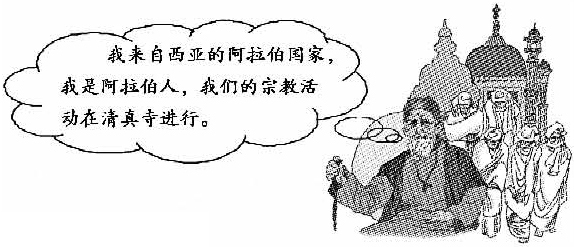 我来自西亚的阿拉伯国家，
我是阿拉伯人，我们的宗教活
动在清真寺进行。